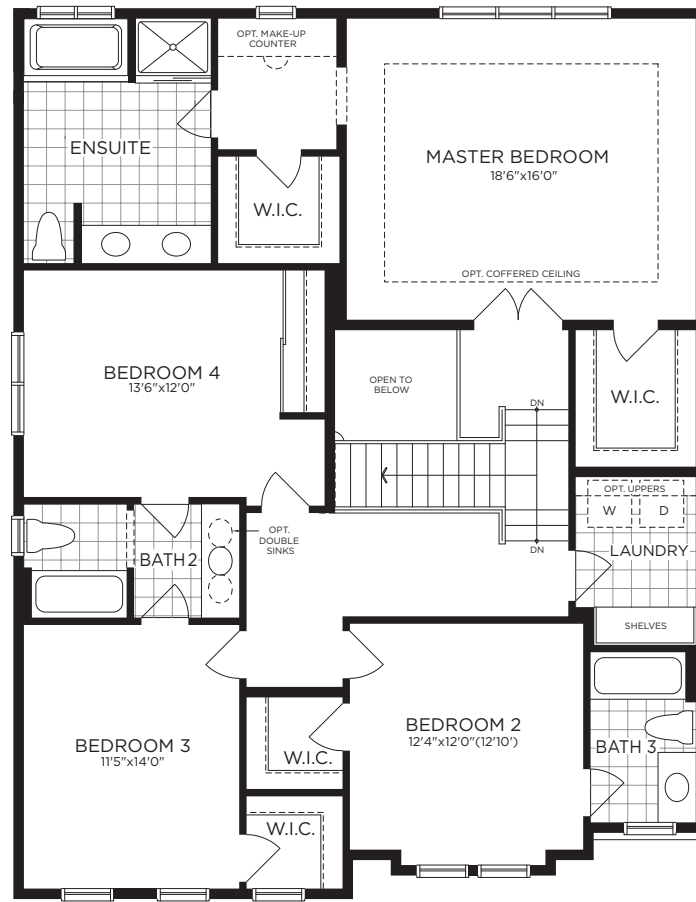 OPT. MAKE-UP
COUNTER
ENSUITE
MASTER BEDROOM
18'6"x16'0"
W.I.C.
OPT. COFFERED CEILING
BEDROOM 4
13'6"x12'0"
OPEN TO
BELOW
W.I.C.
DN
OPT. UPPERS
W
D
OPT.
DOUBLE
SINKS
BATH 2
DN
LAUNDRY
SHELVES
BEDROOM 3
11'5"x14'0"
W.I.C.
BEDROOM 2
12'4"x12'0"(12'10')
BATH 3
W.I.C.